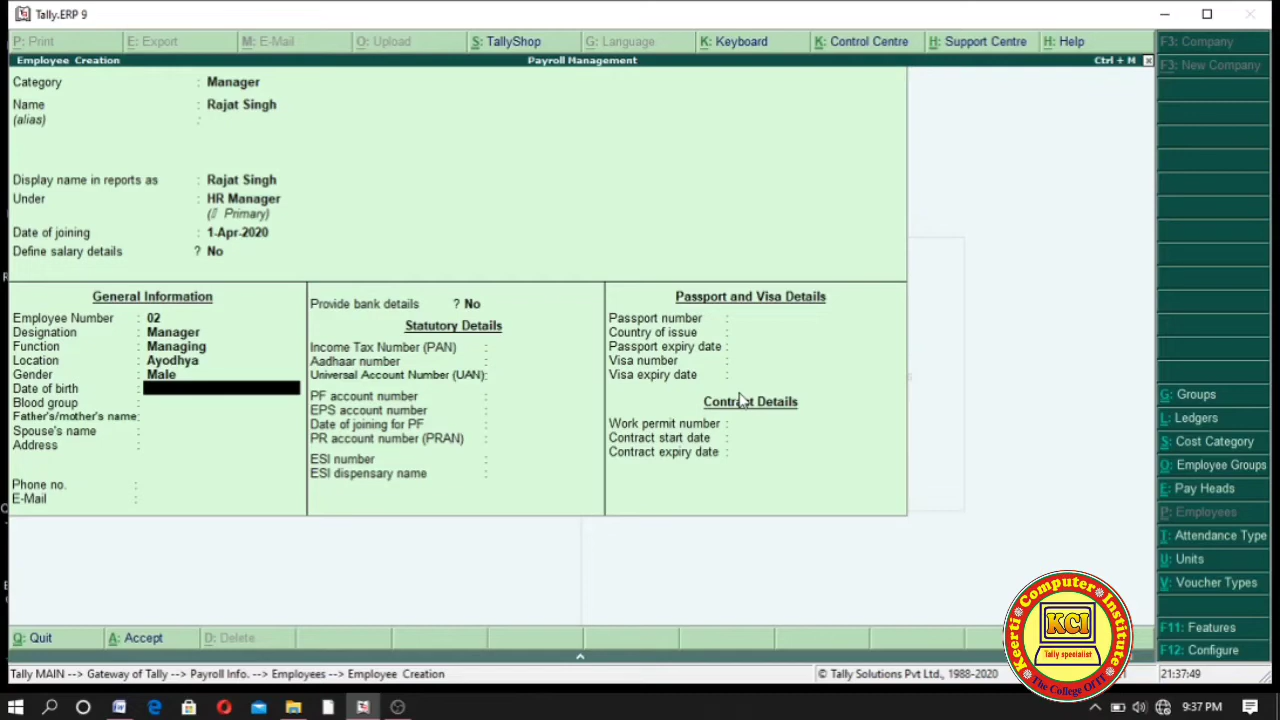 Tally.ERP 9
P: Print E: Export M: E-Mail O: Upload S: TallyShop G: Language K: Keyboard K: Control Centre H: Support Centre H: Help
F3: Company
F3: New Company
Employee Creation Payroll Management Ctrl + M
Category : Manager
Name : Rajat Singh
(alias) :
Display name in reports as : Rajat Singh
Under : HR Manager
Primary)
Date of joining : 1-Apr-2020
Define salary details ? No
General Information
Employee Number : 02
Designation : Manager
Function : Managing
Location : Ayodhya
Gender : Male
Date of birth :
Blood group :
Father's/mother's name:
Spouse's name :
Address :
Phone no. :
E-Mail :
Provide bank details ? No
Statutory Details
Income Tax Number (PAN) :
Aadhaar number :
Universal Account Number (UAN):
PF account number :
EPS account number :
Date of joining for PF :
PR account number (PRAN) :
ESI number :
ESI dispensary name :
Passport and Visa Details
Passport number :
Country of issue :
Passport expiry date :
Visa number :
Visa expiry date :
Contract Details
Work permit number :
Contract start date :
Contract expiry date :
G: Groups
L: Ledgers
S: Cost Category
O: Employee Groups
E: Pay Heads
P: Employees
T: Attendance Type
U: Units
V: Voucher Types
F11: Features
F12: Configure
Q: Quit A: Accept D: Delete
Tally MAIN --> Gateway of Tally --> Payroll Info. --> Employees --> Employee Creation © Tally Solutions Pvt Ltd., 1988-2020 21:37:49
Keerti Computer Institute
KCI
Tally specialist
The College Of IT
9:37 PM